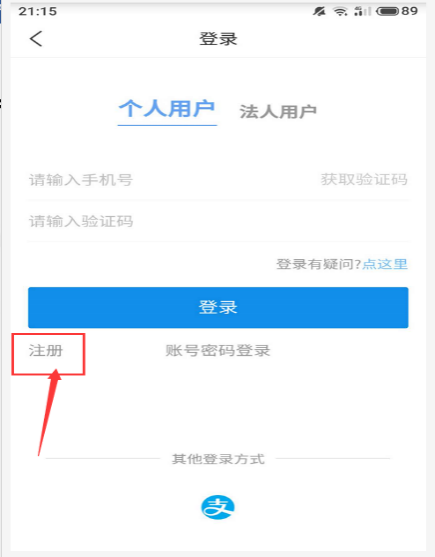 21:15 89
登录
个人用户 法人用户
请输入手机号 获取验证码
请输入验证码
登录有疑问?点这里
登录
注册 账号密码登录
其他登录方式
支